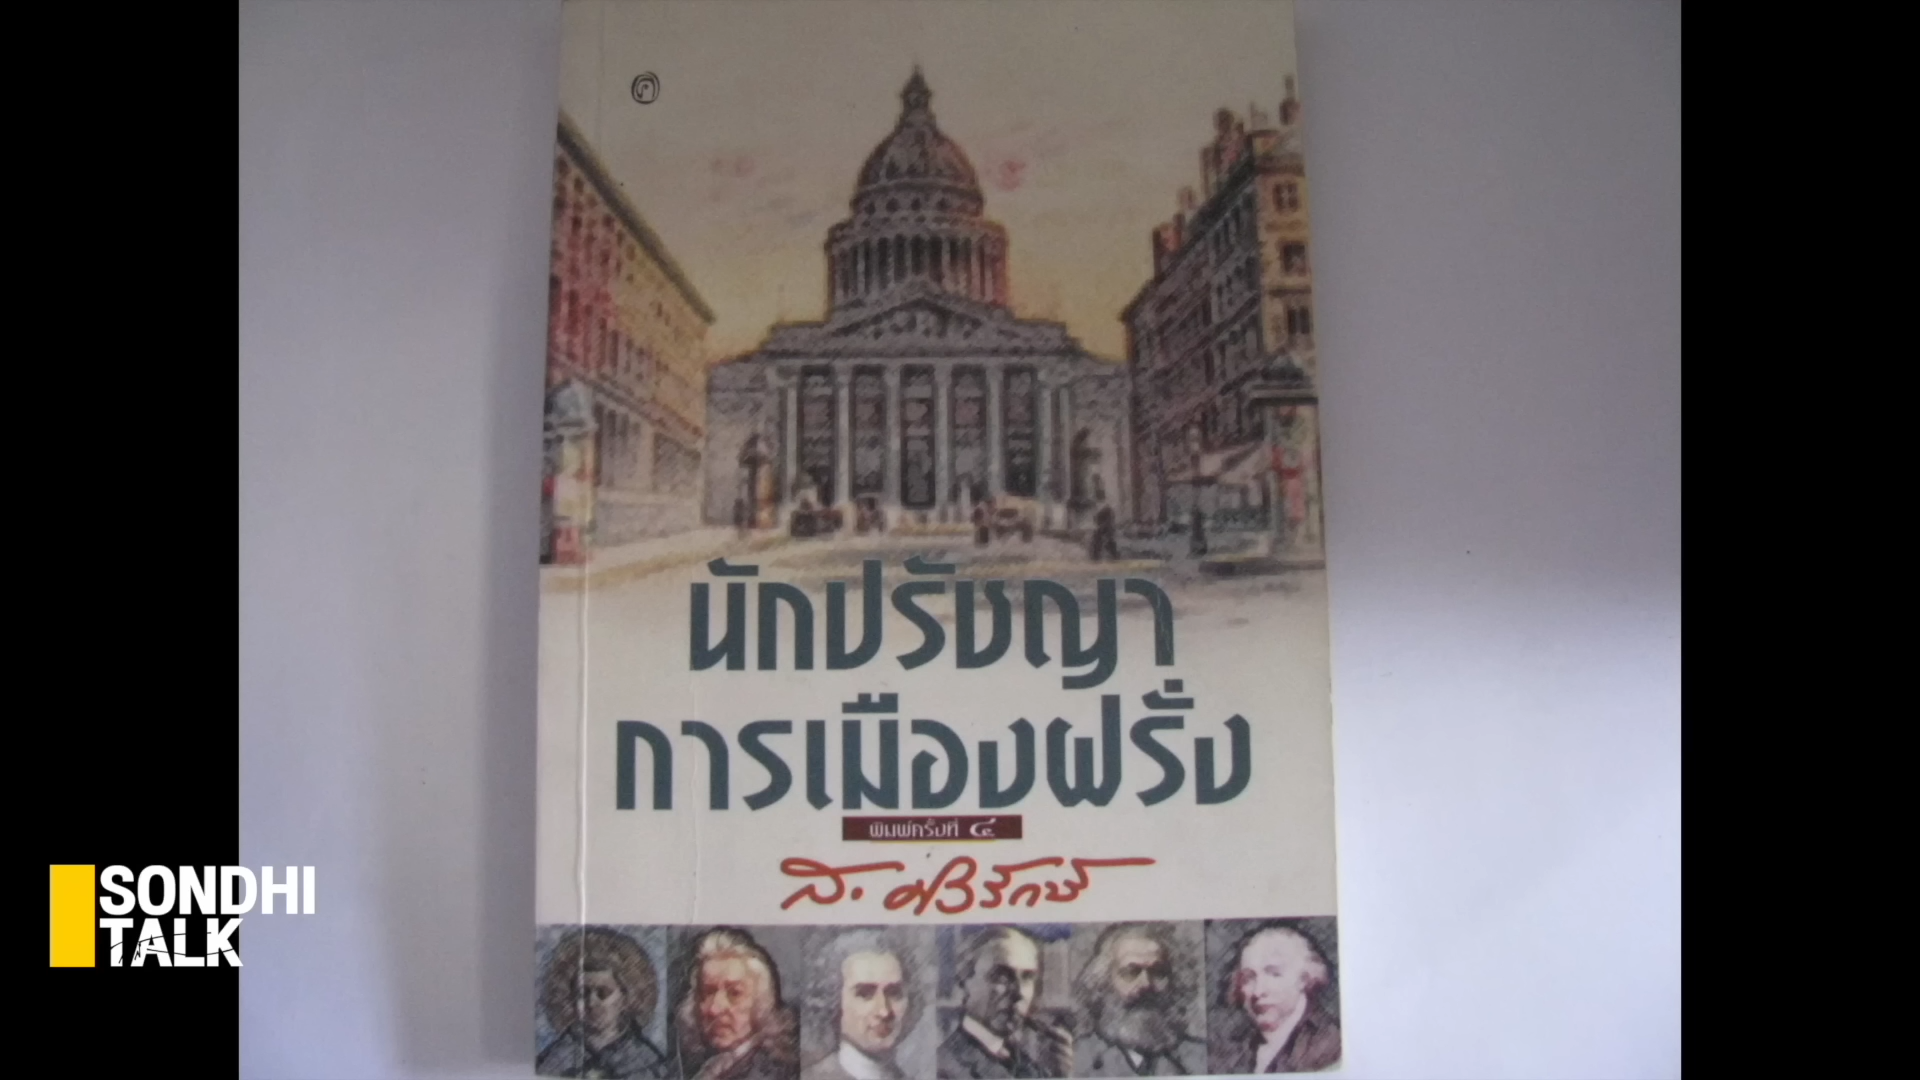 นักปรัชญา
การเมืองฝรั่ง
พิมพ์ครั้งที่ ๔
ส. ศิวรักษ์
SONDHI
TALK